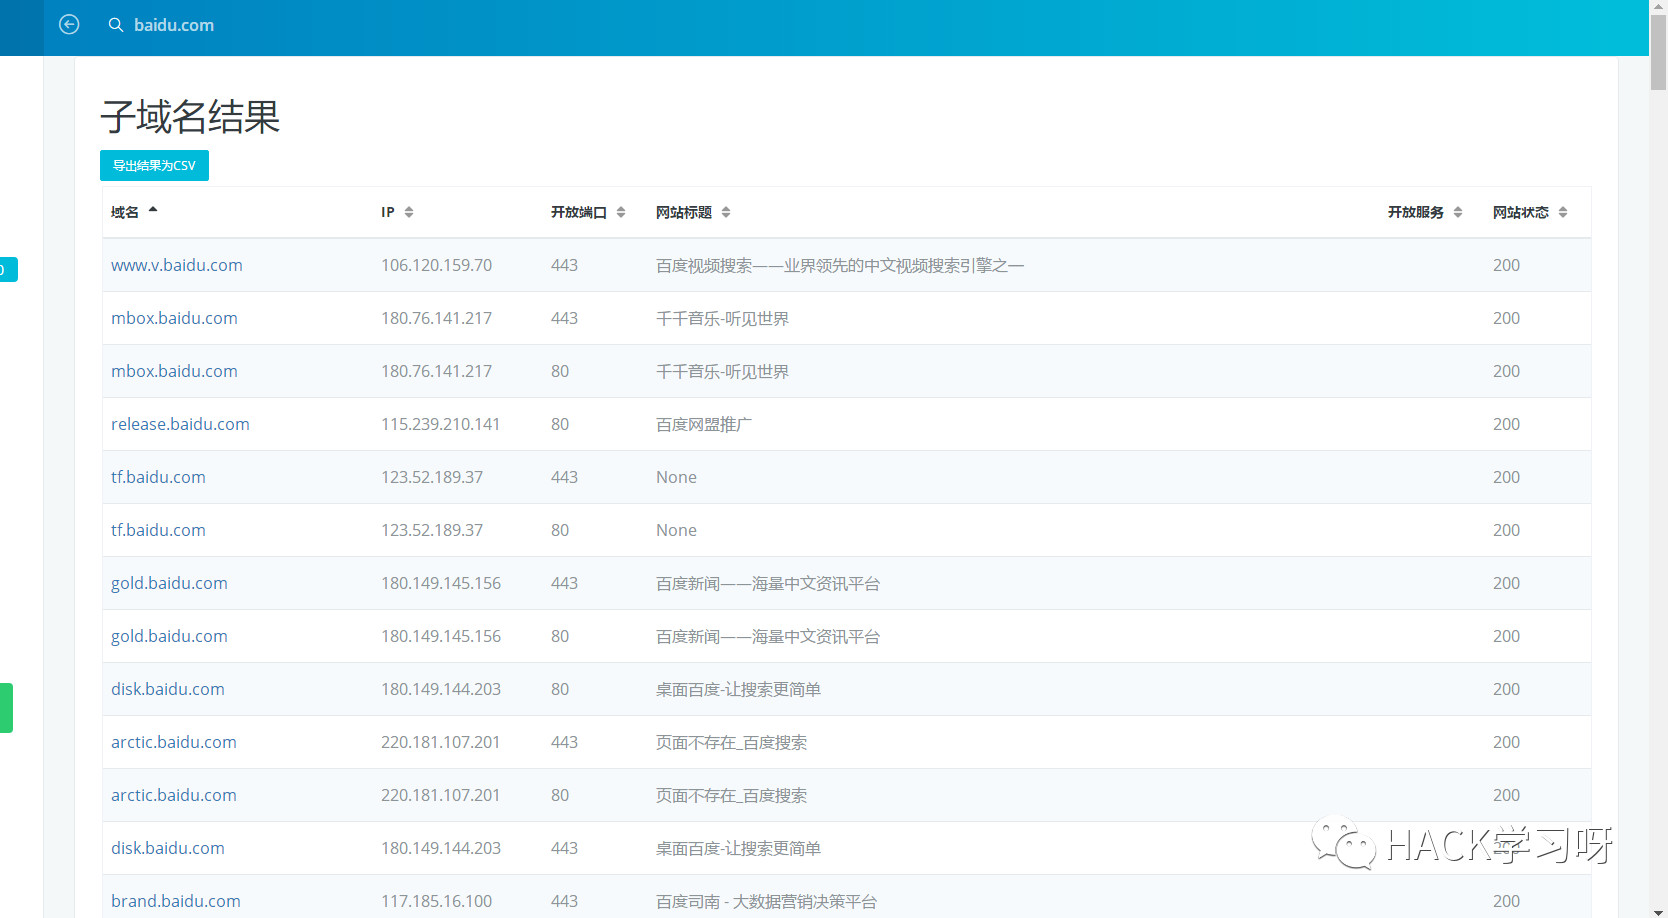 baidu.com
子域名结果
导出结果为CSV
域名 IP 开放端口 网站标题 开放服务 网站状态
www.v.baidu.com 106.120.159.70 443 百度视频搜索——业界领先的中文视频搜索引擎之一 200
mbox.baidu.com 180.76.141.217 443 千千音乐-听见世界 200
mbox.baidu.com 180.76.141.217 80 千千音乐-听见世界 200
release.baidu.com 115.239.210.141 80 百度网盟推广 200
tf.baidu.com 123.52.189.37 443 None 200
tf.baidu.com 123.52.189.37 80 None 200
gold.baidu.com 180.149.145.156 443 百度新闻——海量中文资讯平台 200
gold.baidu.com 180.149.145.156 80 百度新闻——海量中文资讯平台 200
disk.baidu.com 180.149.144.203 80 桌面百度-让搜索更简单 200
arctic.baidu.com 220.181.107.201 443 页面不存在_百度搜索 200
arctic.baidu.com 220.181.107.201 80 页面不存在_百度搜索 200
disk.baidu.com 180.149.144.203 443 桌面百度-让搜索更简单
HACK学习呀
brand.baidu.com 117.185.16.100 443 百度司南 - 大数据营销决策平台 200